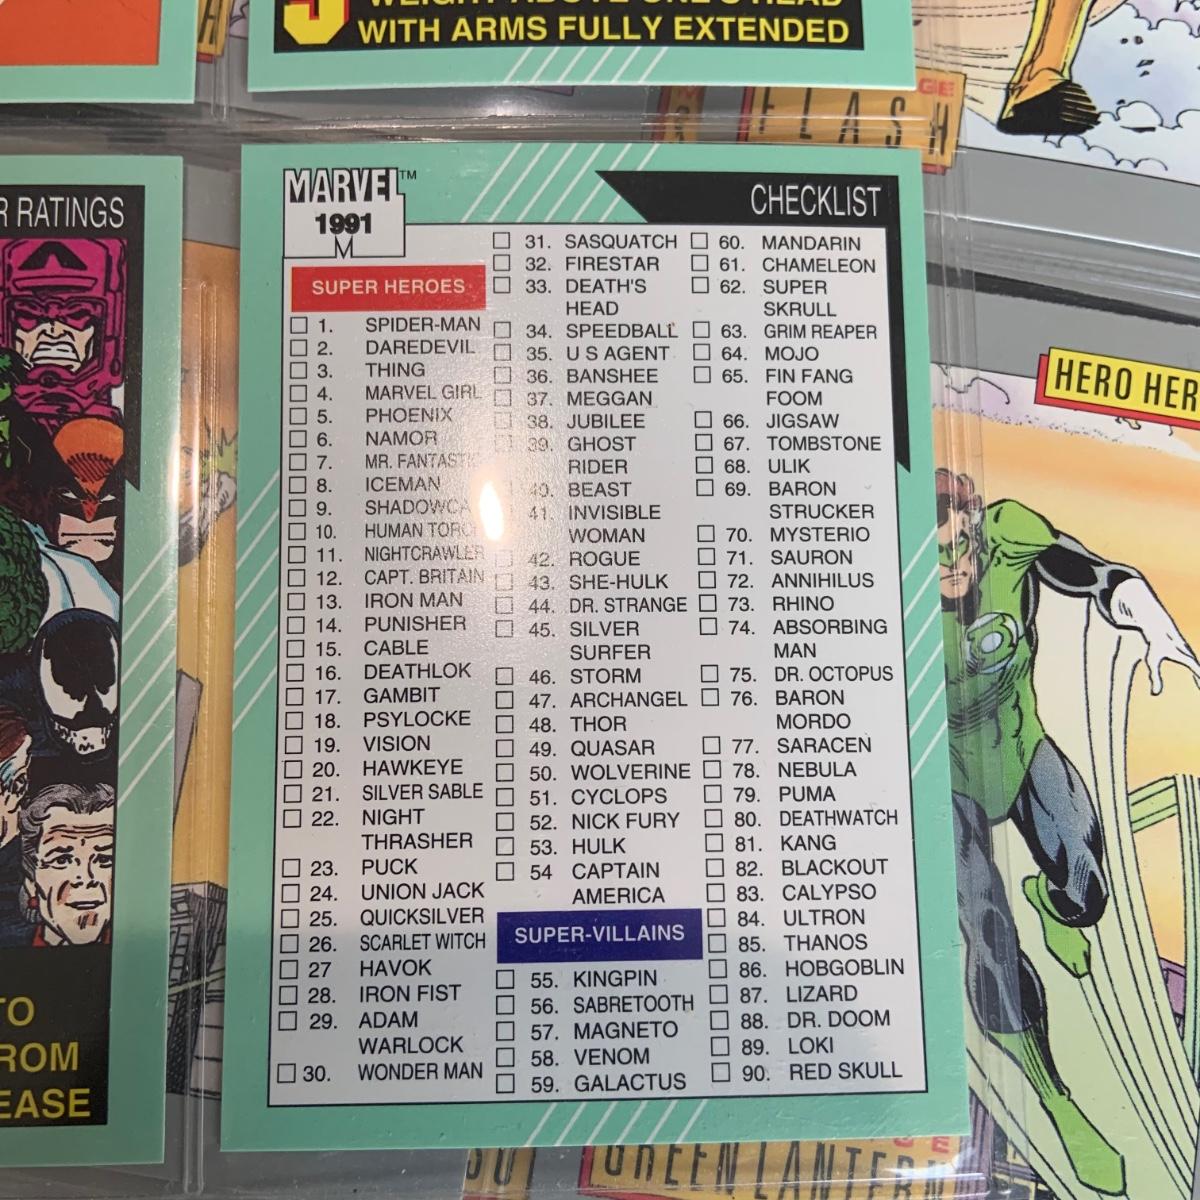 WEIGHT ABOVE ONE'S HEAD
WITH ARMS FULLY EXTENDED
FLASH
R RATINGS
TO
ROM
EASE
MARVEL™
1991
M
CHECKLIST
SUPER HEROES
1. SPIDER-MAN
2. DAREDEVIL
3. THING
4. MARVEL GIRL
5. PHOENIX
6. NAMOR
7. MR. FANTASTIC
8. ICEMAN
9. SHADOWCA
10. HUMAN TORC
11. NIGHTCRAWLER
12. CAPT. BRITAIN
13. IRON MAN
14. PUNISHER
15. CABLE
16. DEATHLOK
17. GAMBIT
18. PSYLOCKE
19. VISION
20. HAWKEYE
21. SILVER SABLE
22. NIGHT
THRASHER
23. PUCK
24. UNION JACK
25. QUICKSILVER
26. SCARLET WITCH
27 HAVOK
28. IRON FIST
29. ADAM
WARLOCK
30. WONDER MAN
31. SASQUATCH
32. FIRESTAR
33. DEATH'S
HEAD
34. SPEEDBALL
35. U S AGENT
36. BANSHEE
37. MEGGAN
38. JUBILEE
39. GHOST
RIDER
40. BEAST
41. INVISIBLE
WOMAN
42. ROGUE
43. SHE-HULK
44. DR. STRANGE
45. SILVER
SURFER
46. STORM
47. ARCHANGEL
48. THOR
49. QUASAR
50. WOLVERINE
51. CYCLOPS
52. NICK FURY
53. HULK
54 CAPTAIN
AMERICA
SUPER-VILLAINS
55. KINGPIN
56. SABRETOOTH
57. MAGNETO
58. VENOM
59. GALACTUS
60. MANDARIN
61. CHAMELEON
62. SUPER
SKRULL
63. GRIM REAPER
64. MOJO
65. FIN FANG
FOOM
66. JIGSAW
67. TOMBSTONE
68. ULIK
69. BARON
STRUCKER
70. MYSTERIO
71. SAURON
72. ANNIHILUS
73. RHINO
74. ABSORBING
MAN
75. DR. OCTOPUS
76. BARON
MORDO
77. SARACEN
78. NEBULA
79. PUMA
80. DEATHWATCH
81. KANG
82. BLACKOUT
83. CALYPSO
84. ULTRON
85. THANOS
86. HOBGOBLIN
87. LIZARD
88. DR. DOOM
89. LOKI
90. RED SKULL
HERO HER
GREEN LANTERN